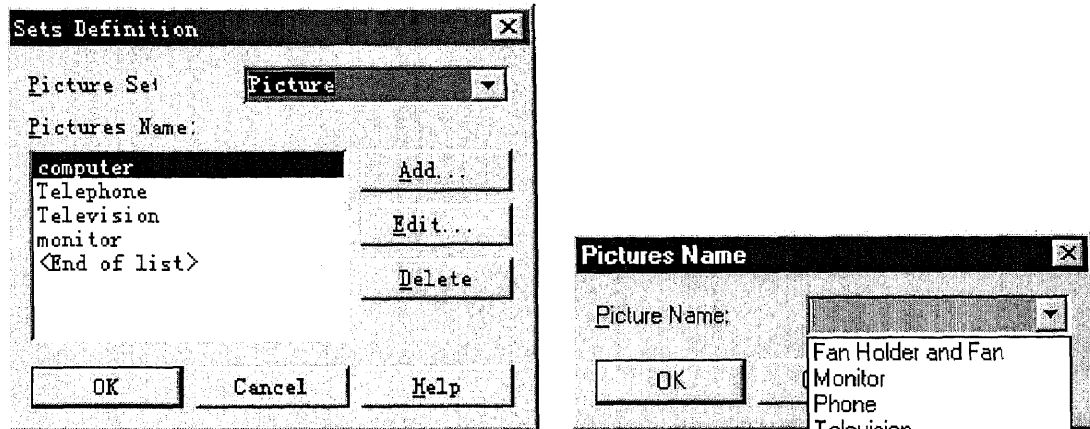 Sets Definition
Picture Set
Picture
Pictures Name:
computer
Telephone
Television
monitor
<End of list>
Add...
Edit...
Delete
OK
Cancel
Help
Pictures Name
Picture Name:
Fan Holder and Fan
Monitor
Phone
Television
OK